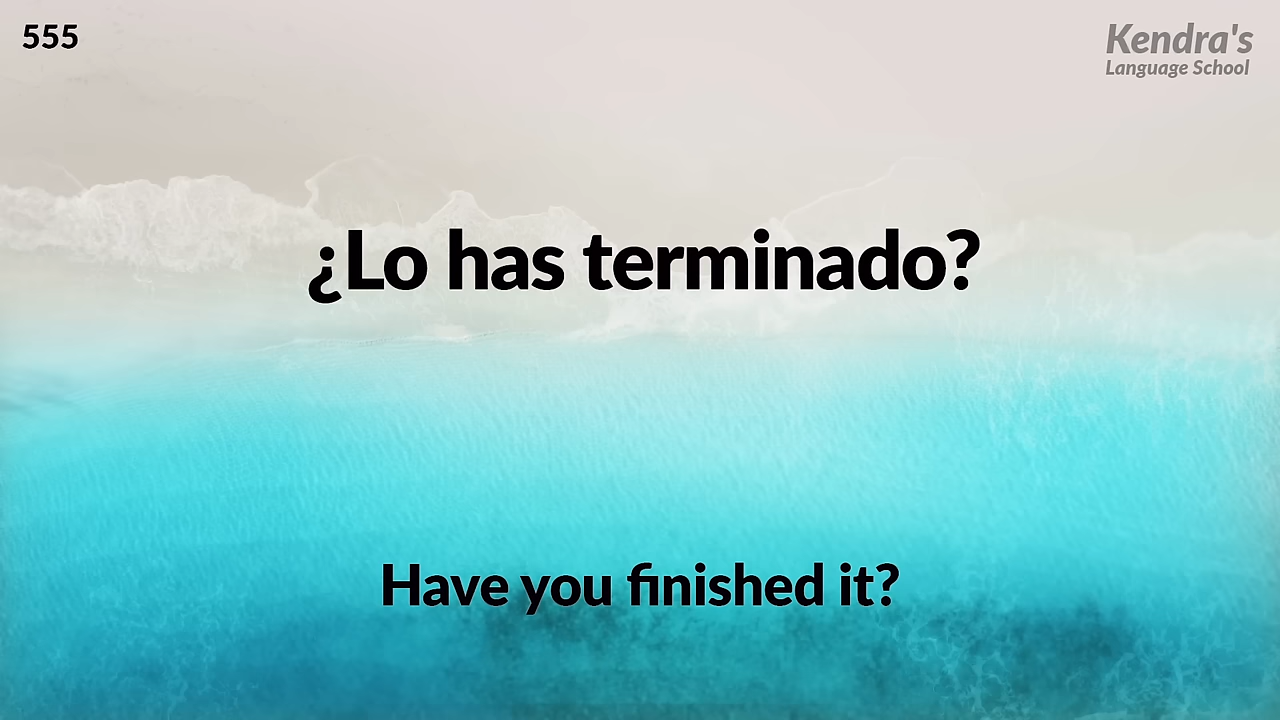 555
Kendra's
Language School
¿Lo has terminado?
Have you finished it?